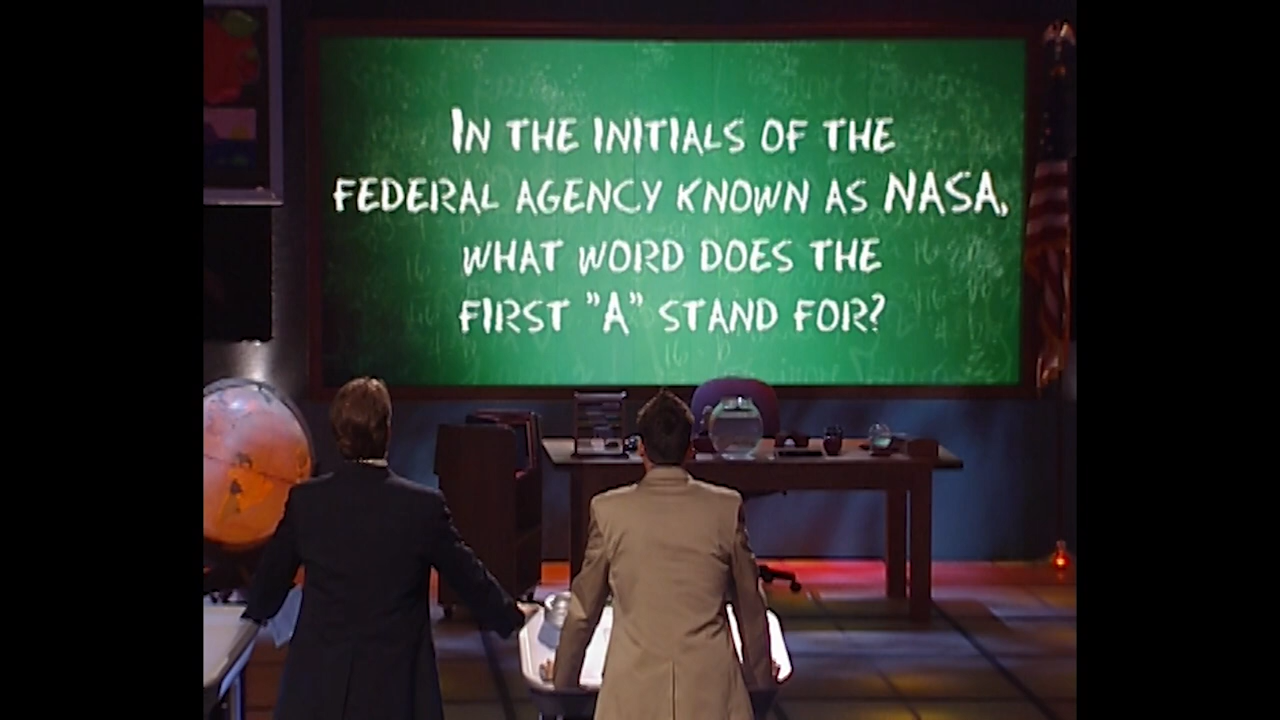 IN THE INITIALS OF THE
FEDERAL AGENCY KNOWN AS NASA,
WHAT WORD DOES THE
FIRST "A" STAND FOR?